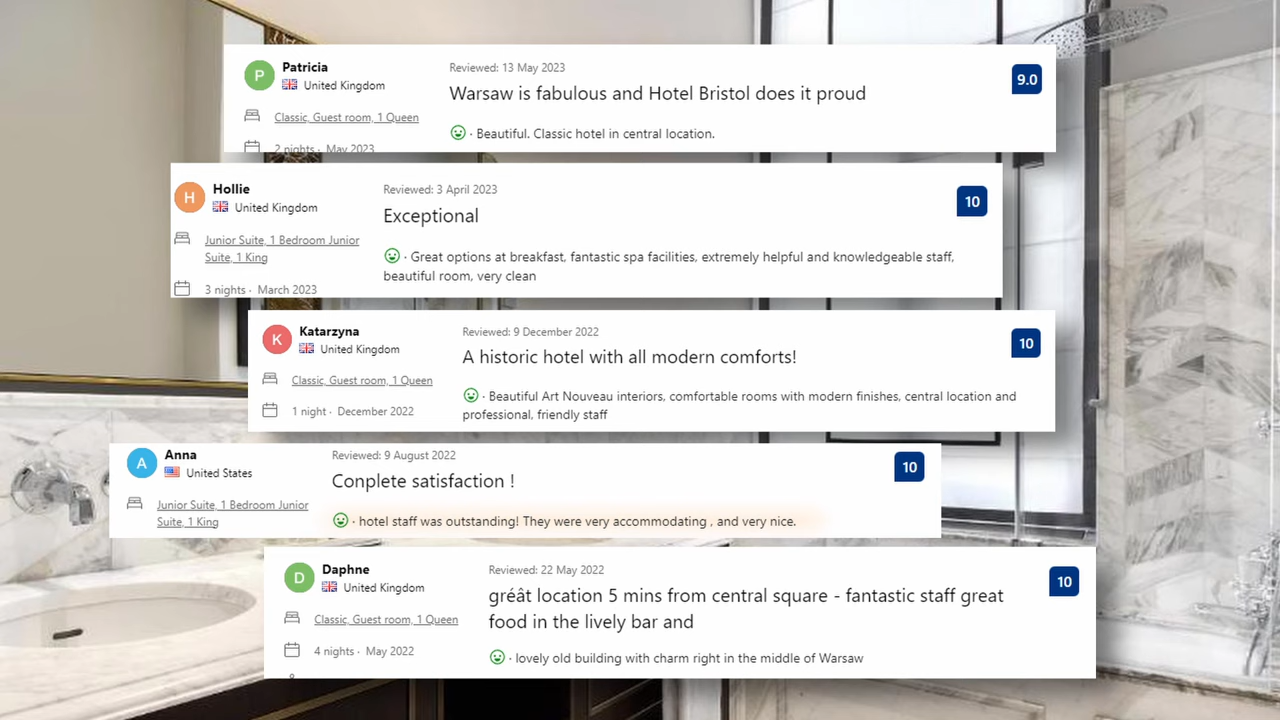 P
Patricia
United Kingdom
Classic, Guest room, 1 Queen
2 nights · May 2023
Reviewed: 13 May 2023
Warsaw is fabulous and Hotel Bristol does it proud
· Beautiful. Classic hotel in central location.
9.0
H
Hollie
United Kingdom
Junior Suite, 1 Bedroom Junior
Suite, 1 King
3 nights · March 2023
Reviewed: 3 April 2023
Exceptional
· Great options at breakfast, fantastic spa facilities, extremely helpful and knowledgeable staff,
beautiful room, very clean
10
K
Katarzyna
United Kingdom
Classic, Guest room, 1 Queen
1 night · December 2022
Reviewed: 9 December 2022
A historic hotel with all modern comforts!
· Beautiful Art Nouveau interiors, comfortable rooms with modern finishes, central location and
professional, friendly staff
10
A
Anna
United States
Junior Suite, 1 Bedroom Junior
Suite, 1 King
Reviewed: 9 August 2022
Conplete satisfaction !
· hotel staff was outstanding! They were very accommodating , and very nice.
10
D
Daphne
United Kingdom
Classic, Guest room, 1 Queen
4 nights · May 2022
Reviewed: 22 May 2022
gréât location 5 mins from central square - fantastic staff great
food in the lively bar and
· lovely old building with charm right in the middle of Warsaw
10